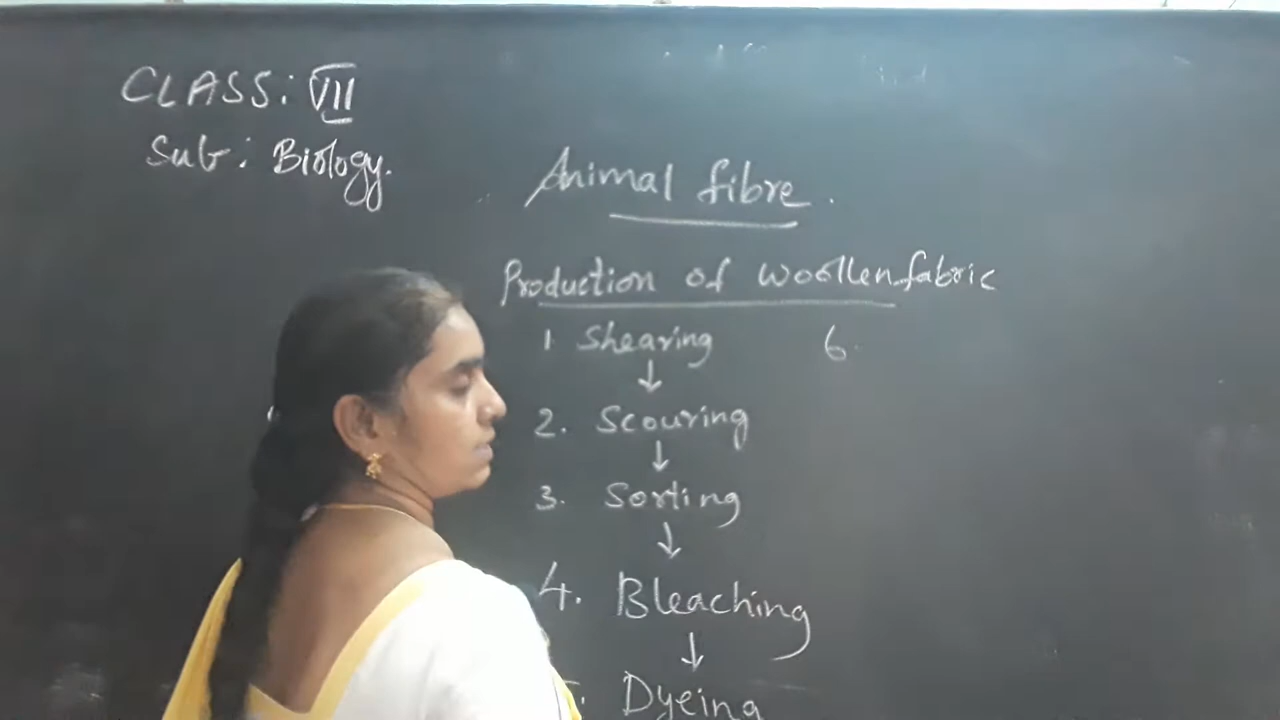 CLASS: VII
Sub: Biology.
Animal fibre.
Production of woollen fabric
1 Shearing
2. Scouring
3. Sorting
4. Bleaching
Dyeing
6.